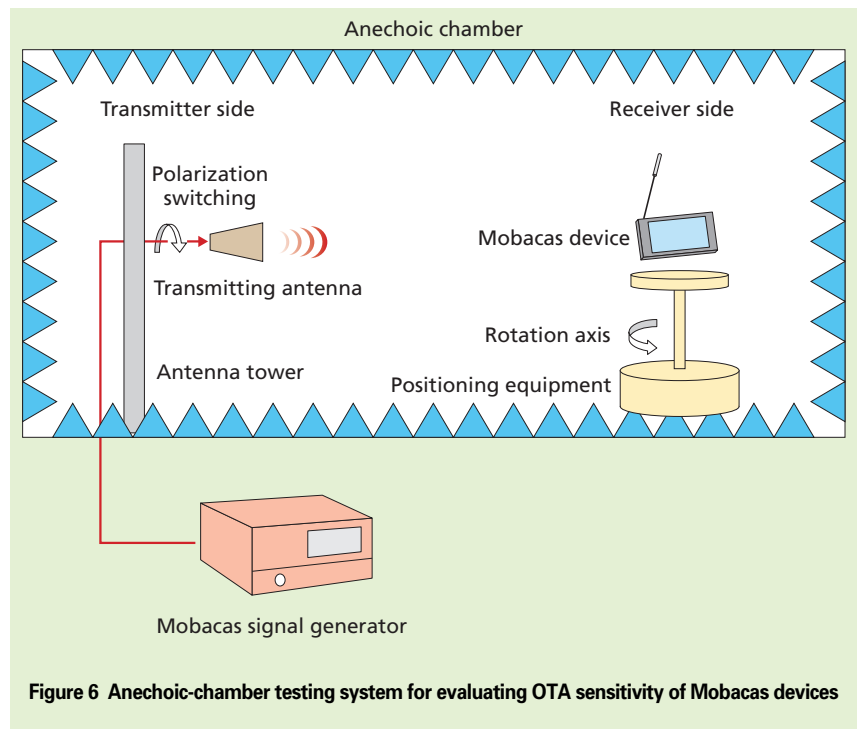 Anechoic chamber
Transmitter side
Receiver side
Polarization
switching
Mobacas device
Transmitting antenna
Rotation axis
Antenna tower
Positioning equipment
Mobacas signal generator
Figure 6 Anechoic-chamber testing system for evaluating OTA sensitivity of Mobacas devices